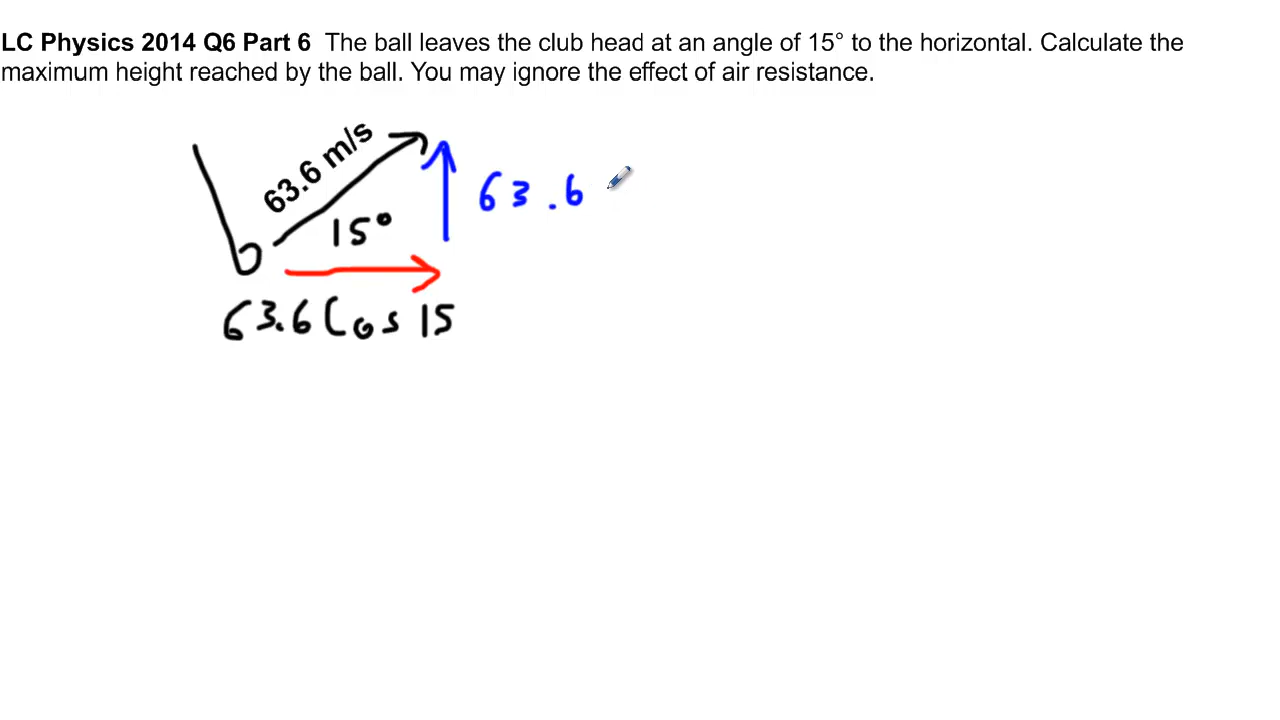 LC Physics 2014 Q6 Part 6 The ball leaves the club head at an angle of 15° to the horizontal. Calculate the
maximum height reached by the ball. You may ignore the effect of air resistance.
63.6 m/s
63.6
15°
63.6 Cos 15